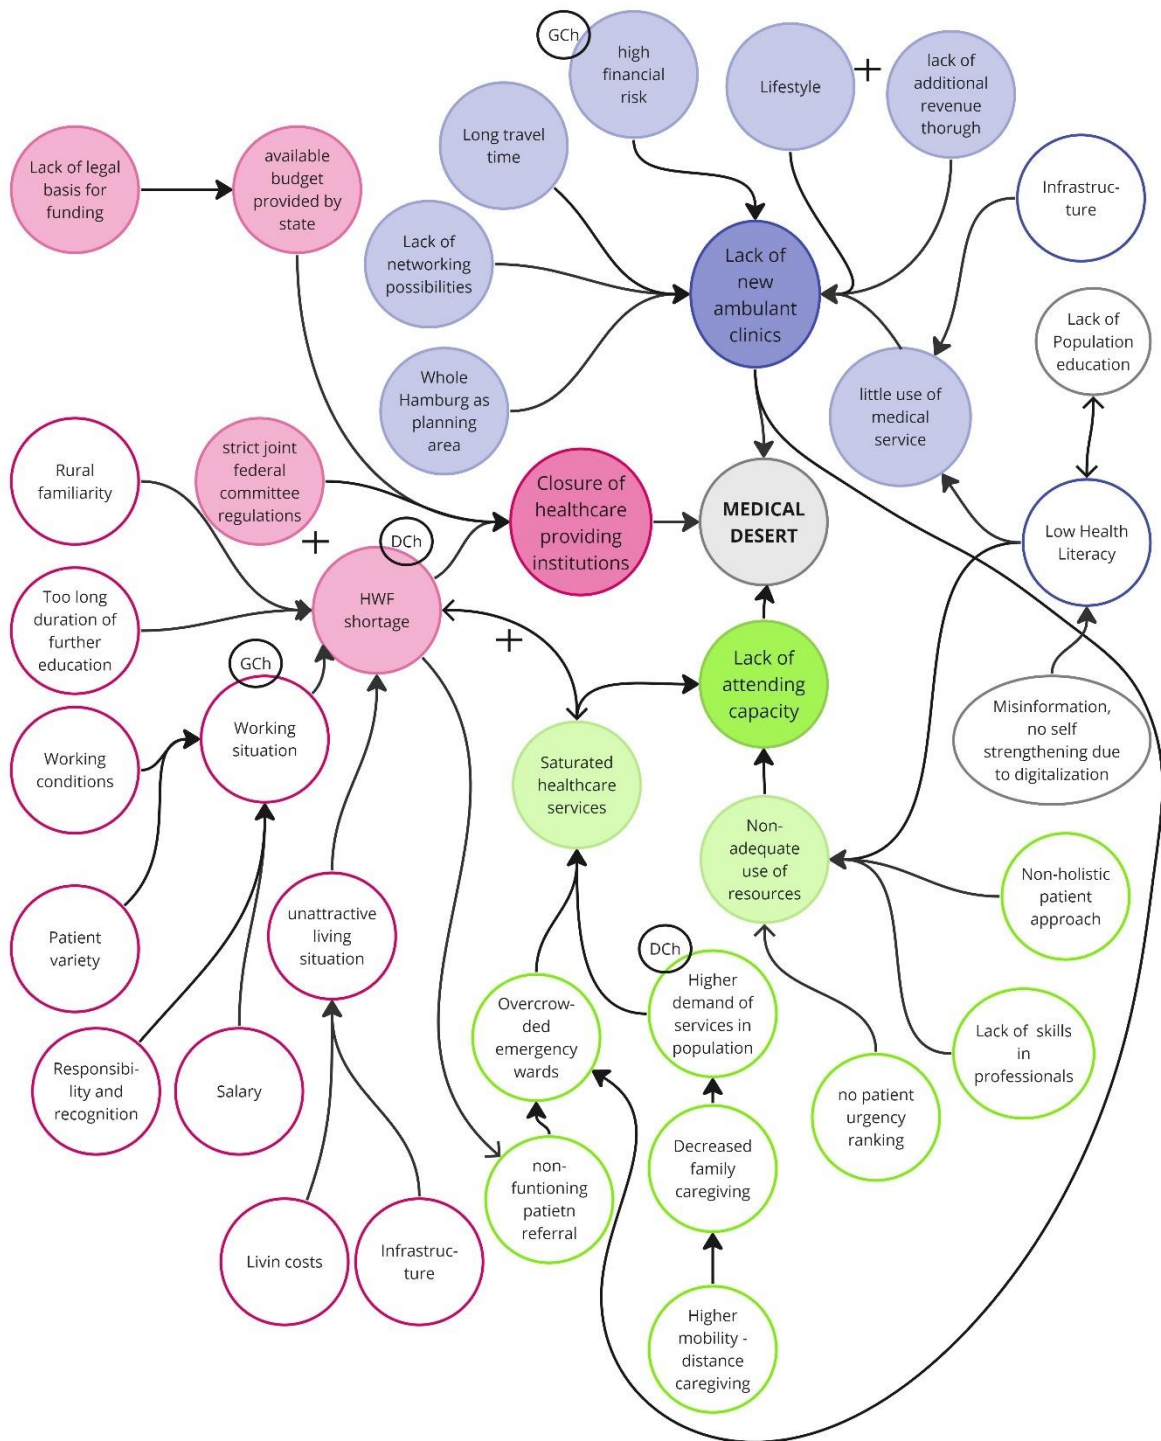 GCh
high
financial
risk
Lifestyle
+
lack of
additional
revenue
thorugh
Long travel
time
Lack of legal
basis for
funding
available
budget
provided by
state
Infrastruc-
ture
Lack of
networking
possibilities
Lack of
new
ambulant
clinics
Lack of
Population
education
Whole
Hamburg as
planning
area
little use of
medical
service
Rural
familiarity
strict joint
federal
committee
regulations
+
Closure of
healthcare
providing
institutions
MEDICAL
DESERT
Low Health
Literacy
DCh
HWF
shortage
+
Too long
duration of
further
education
GCh
Working
situation
Lack of
attending
capacity
Misinformation,
no self
strengthening due
to digitalization
Working
conditions
Saturated
healthcare
services
Non-
adequate
use of
resources
Non-holistic
patient
approach
Patient
variety
unattractive
living
situation
DCh
Higher
demand of
services in
population
Overcrow-
ded
emergency
wards
Lack of skills
in
professionals
Responsibi-
lity and
recognition
Salary
no patient
urgency
ranking
Decreased
family
caregiving
non-
funtioning
patietn
referral
Livin costs
Infrastruc-
ture
Higher
mobility -
distance
caregiving